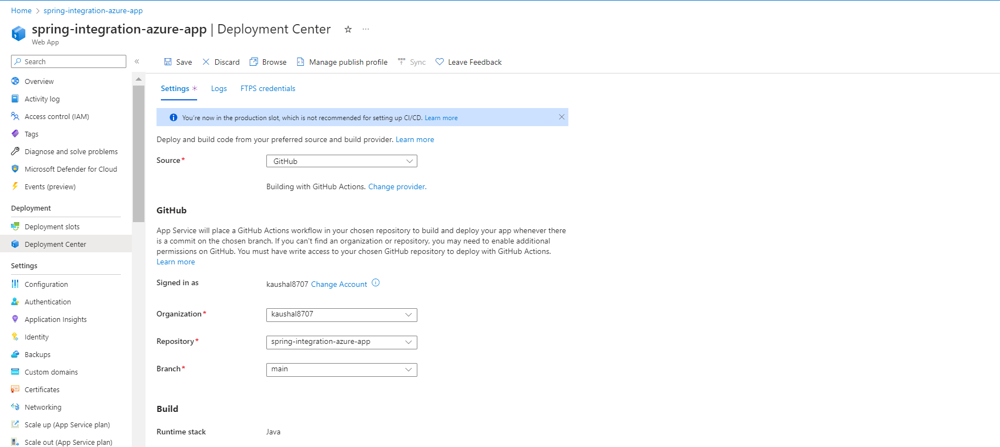 Home > spring-integration-azure-app
spring-integration-azure-app | Deployment Center
Web App
Search
Overview
Activity log
Access control (IAM)
Tags
Diagnose and solve problems
Microsoft Defender for Cloud
Events (preview)
Deployment
Deployment slots
Deployment Center
Settings
Configuration
Authentication
Application Insights
Identity
Backups
Custom domains
Certificates
Networking
Scale up (App Service plan)
Scale out (App Service plan)
Save Discard Browse Manage publish profile Sync Leave Feedback
Settings * Logs FTPS credentials
You're now in the production slot, which is not recommended for setting up CI/CD. Learn more
Deploy and build code from your preferred source and build provider. Learn more
Source* GitHub
Building with GitHub Actions. Change provider.
GitHub
App Service will place a GitHub Actions workflow in your chosen repository to build and deploy your app whenever there
is a commit on the chosen branch. If you can't find an organization or repository, you may need to enable additional
permissions on GitHub. You must have write access to your chosen GitHub repository to deploy with GitHub Actions.
Learn more
Signed in as kaushal8707 Change Account
Organization* kaushal8707
Repository* spring-integration-azure-app
Branch* main
Build
Runtime stack Java